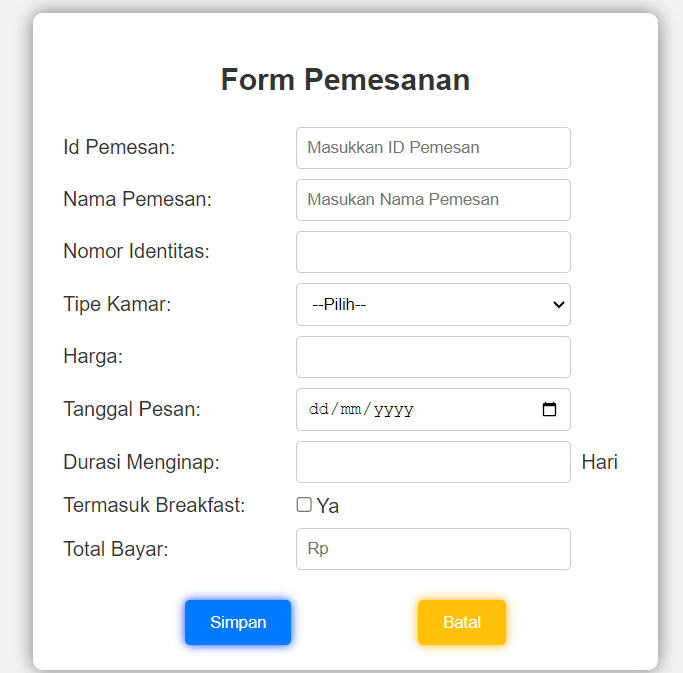 Form Pemesanan
Id Pemesan: Masukkan ID Pemesan
Nama Pemesan: Masukan Nama Pemesan
Nomor Identitas:
Tipe Kamar: --Pilih--
Harga:
Tanggal Pesan: dd/mm/yyyy
Durasi Menginap: Hari
Termasuk Breakfast: Ya
Total Bayar: Rp
Simpan Batal